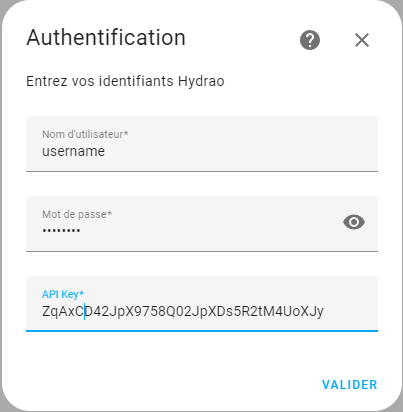 Authentification
Entrez vos identifiants Hydrao
Nom d'utilisateur*
username
Mot de passe*
••••••••
API Key*
ZqAxCD42JpX9758Q02JpXDs5R2tM4UoXJy
VALIDER